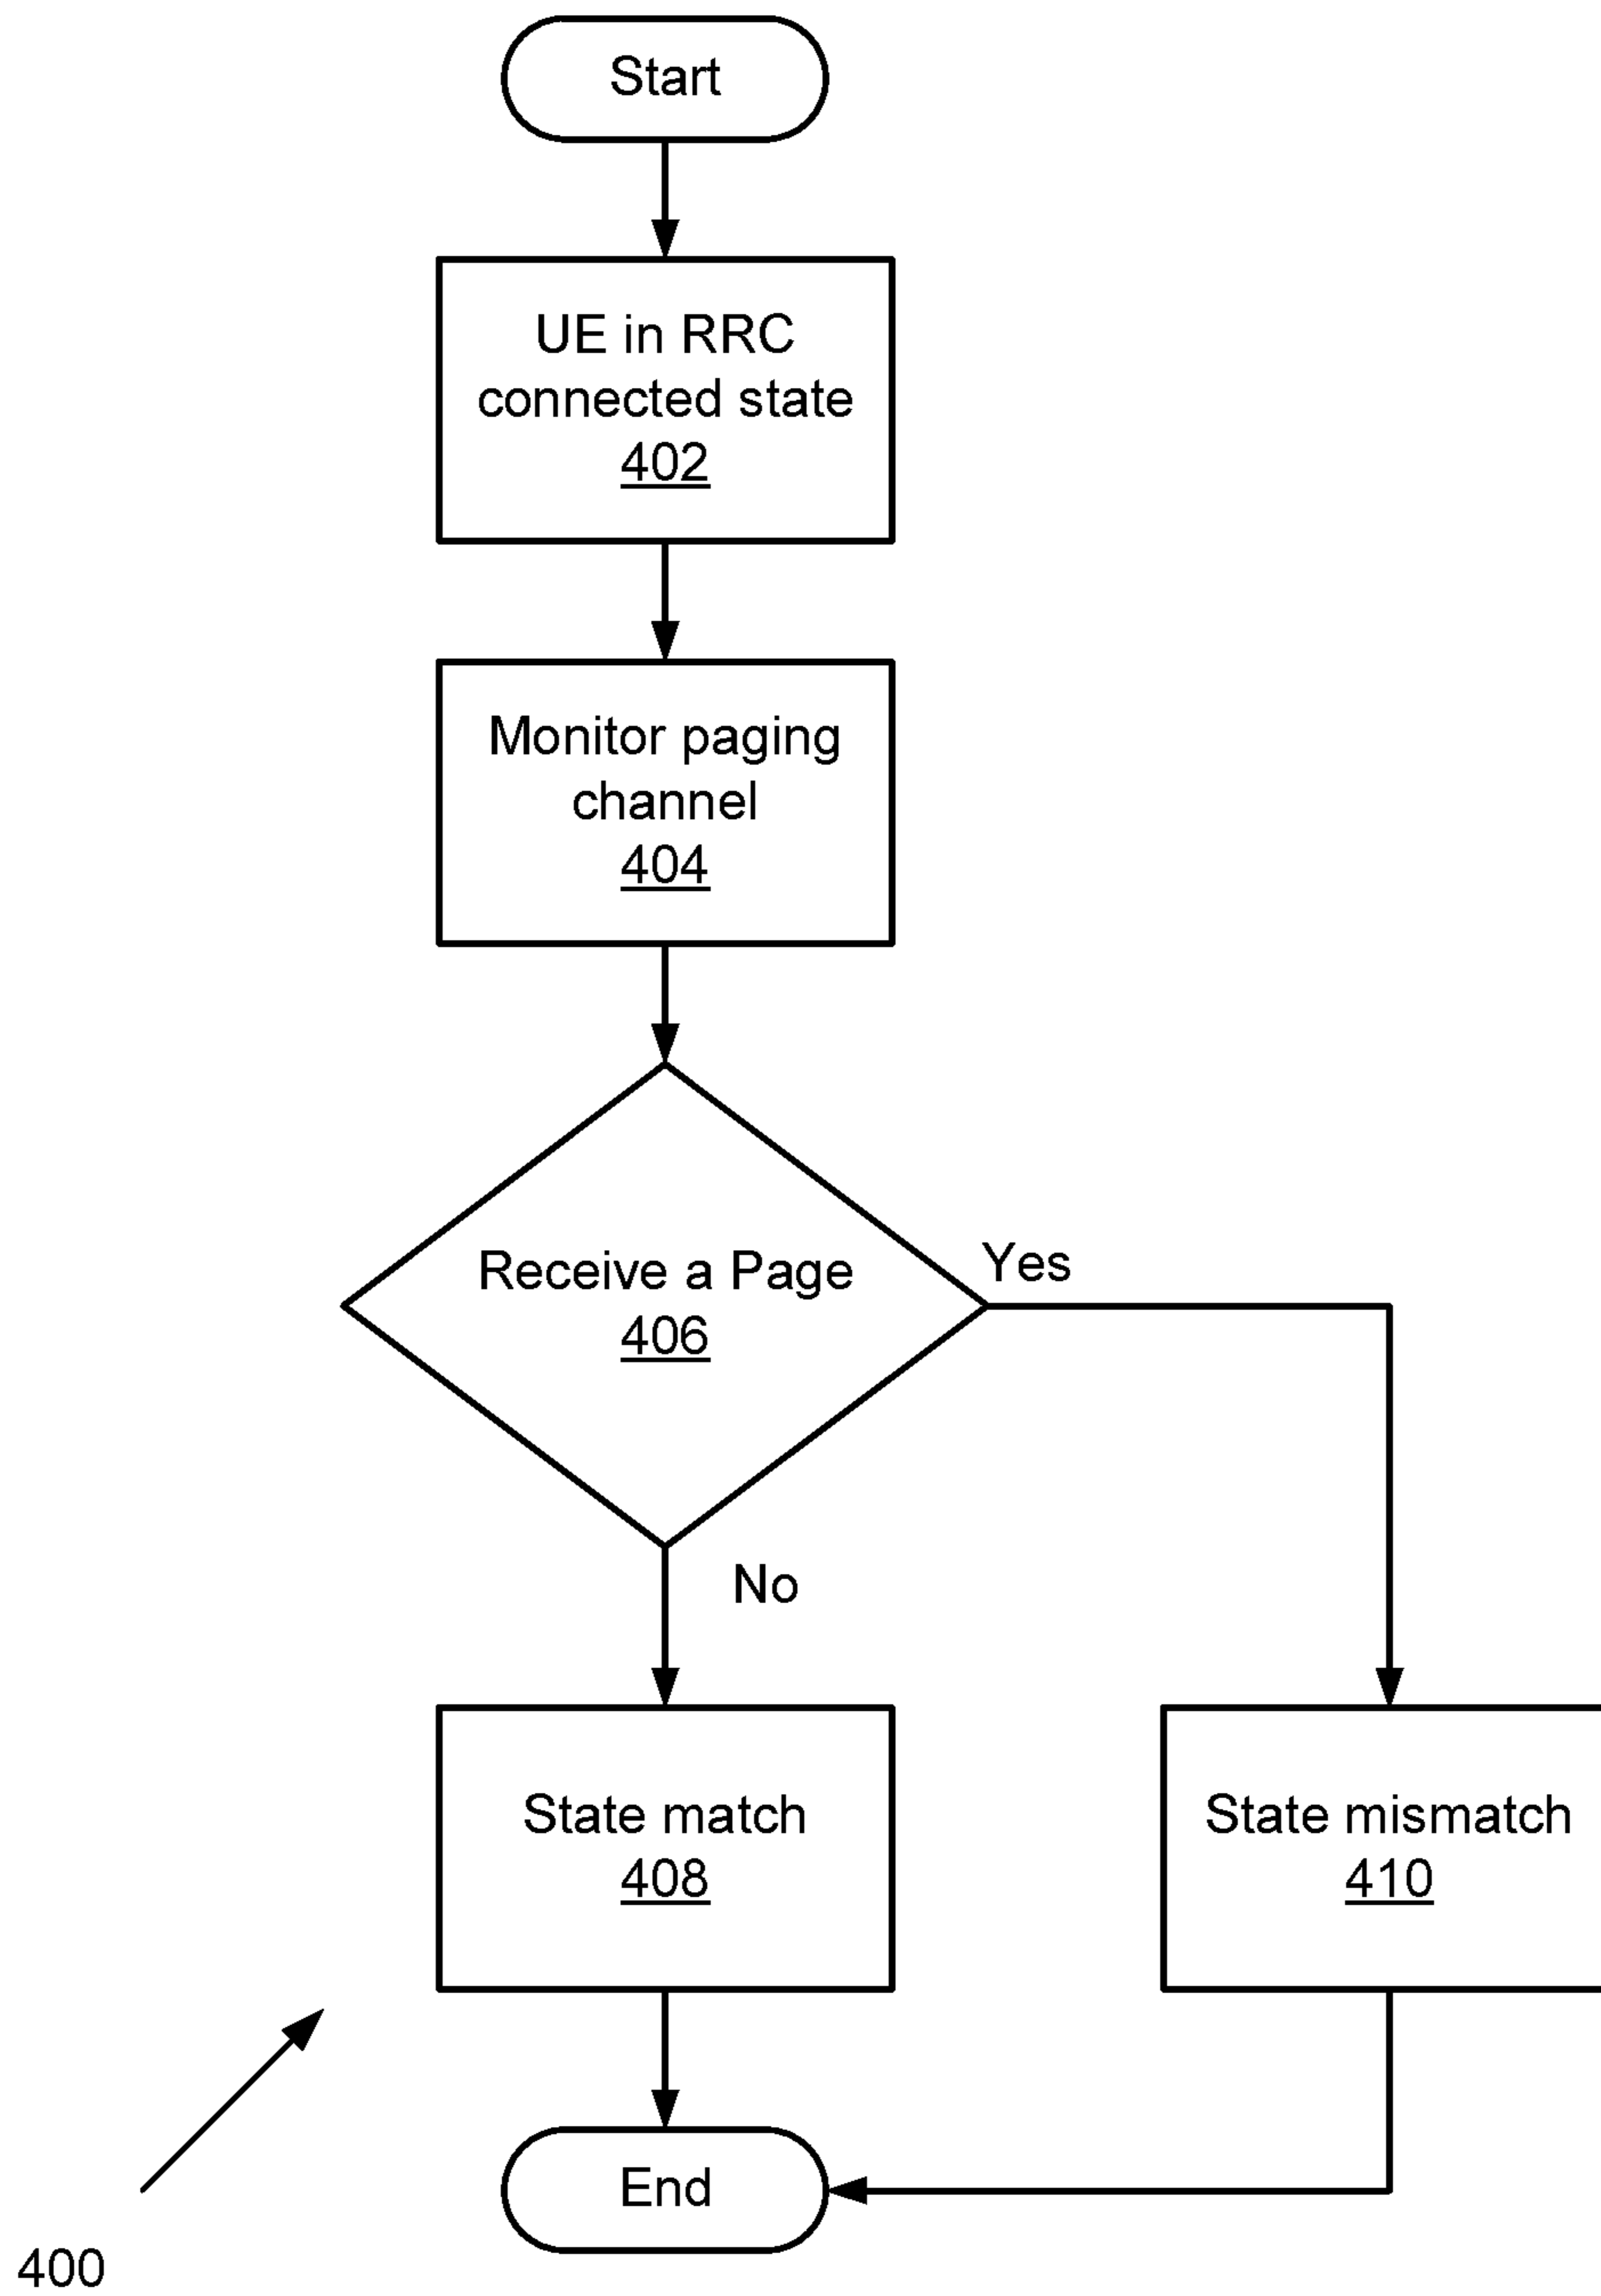 Start
UE in RRC
connected state
402
Monitor paging
channel
404
Receive a Page
406
Yes
No
State match
408
State mismatch
410
End
400